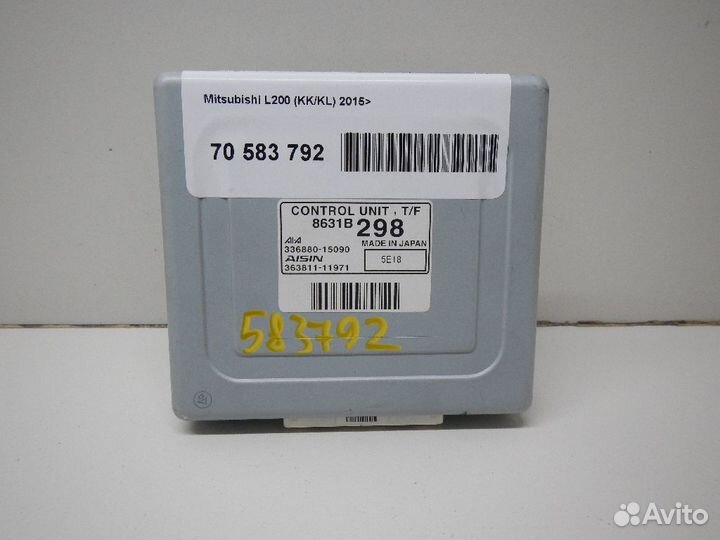 Mitsubishi L200 (KK/KL) 2015>
70 583 792
CONTROL UNIT , T/F
8631B 298
MADE IN JAPAN
336880-15090
AISIN
363811-11971
5E18
583792
Avito